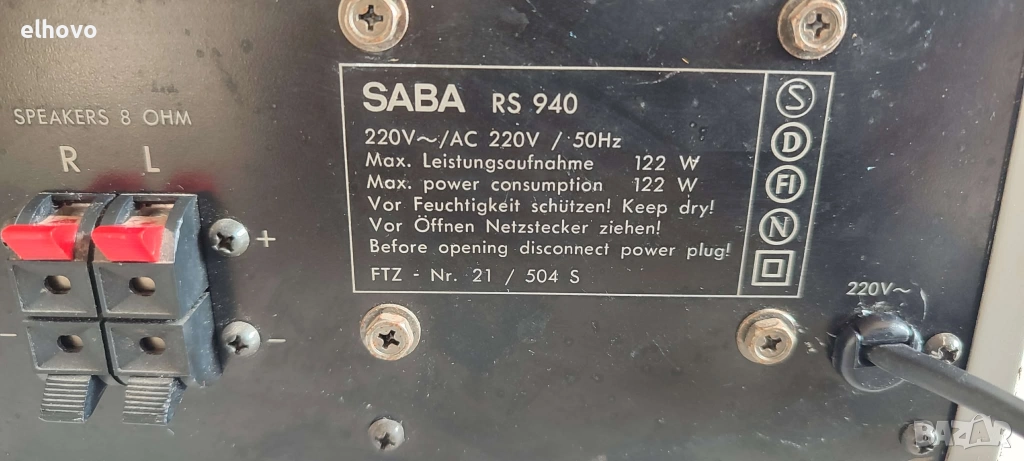 elhovo
SPEAKERS 8 OHM
R L
+
-
-
SABA RS 940
220V~/AC 220V / 50Hz
Max. Leistungsaufnahme 122 W
Max. power consumption 122 W
Vor Feuchtigkeit schützen! Keep dry!
Vor Öffnen Netzstecker ziehen!
Before opening disconnect power plug!
FTZ - Nr. 21 / 504 S
S
D
FI
N
220V~
BAZAR